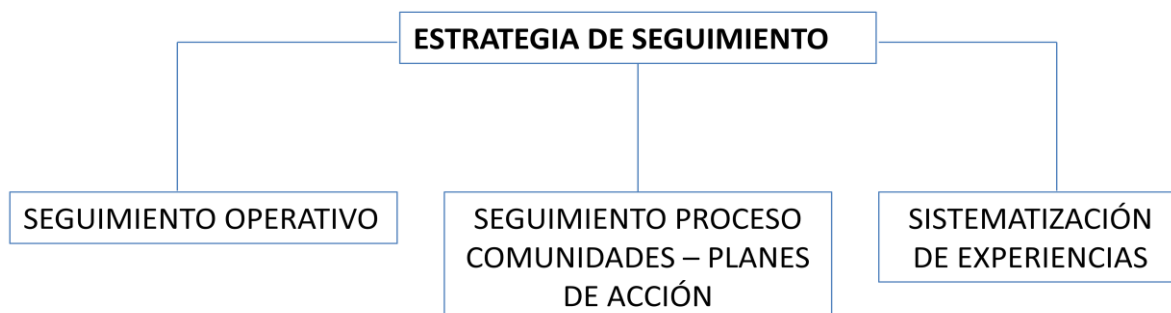 ESTRATEGIA DE SEGUIMIENTO
SEGUIMIENTO OPERATIVO
SEGUIMIENTO PROCESO
COMUNIDADES – PLANES
DE ACCIÓN
SISTEMATIZACIÓN
DE EXPERIENCIAS